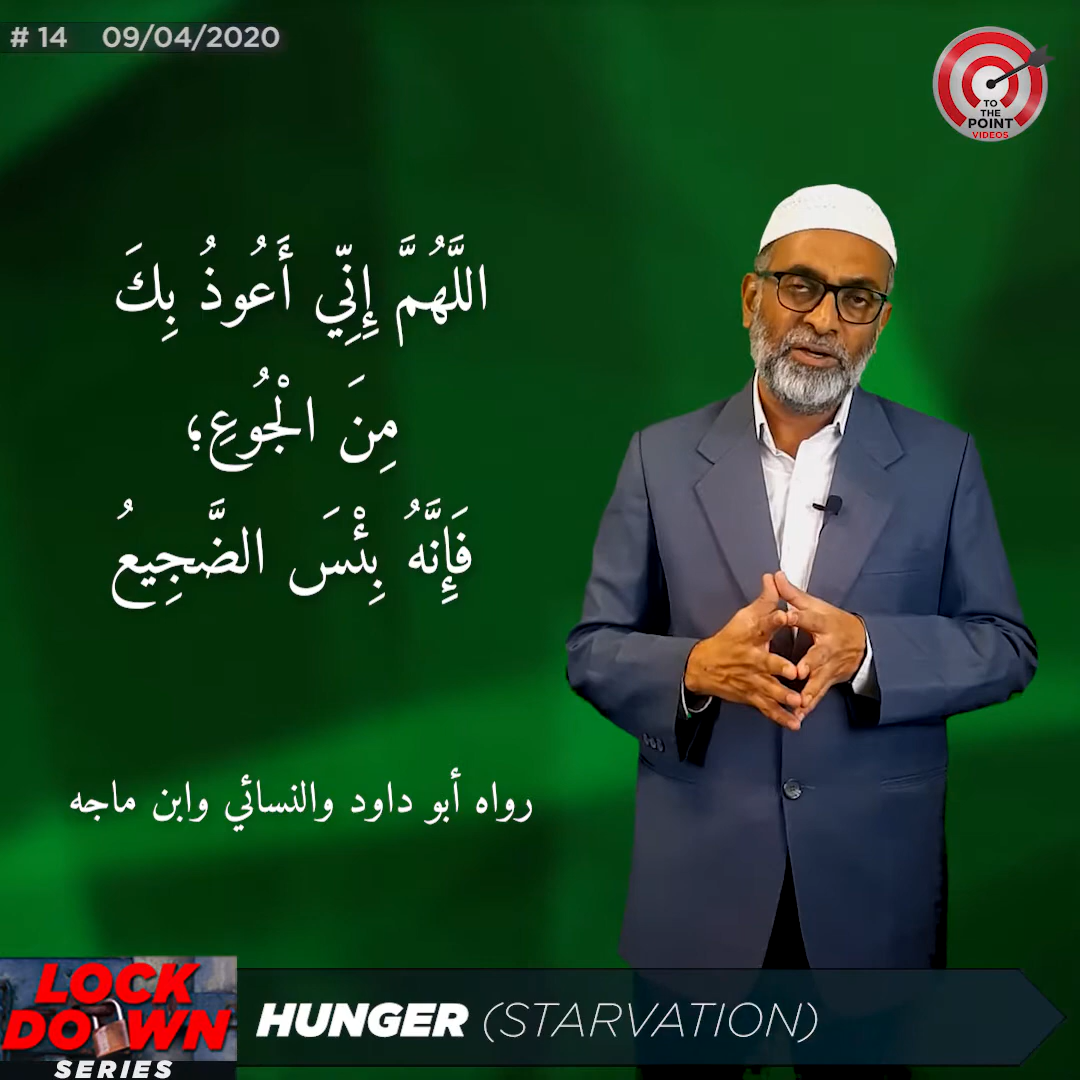 # 14 09/04/2020
TO
THE
POINT
VIDEOS
اللَّهُمَّ إِنِّي أَعُوذُ بِكَ
مِنَ الْجُوعِ؛
فَإِنَّهُ بِئْسَ الضَّجِيعُ
رواه أبو داود والنسائي وابن ماجه
LOCK
DOWN
SERIES
HUNGER (STARVATION)